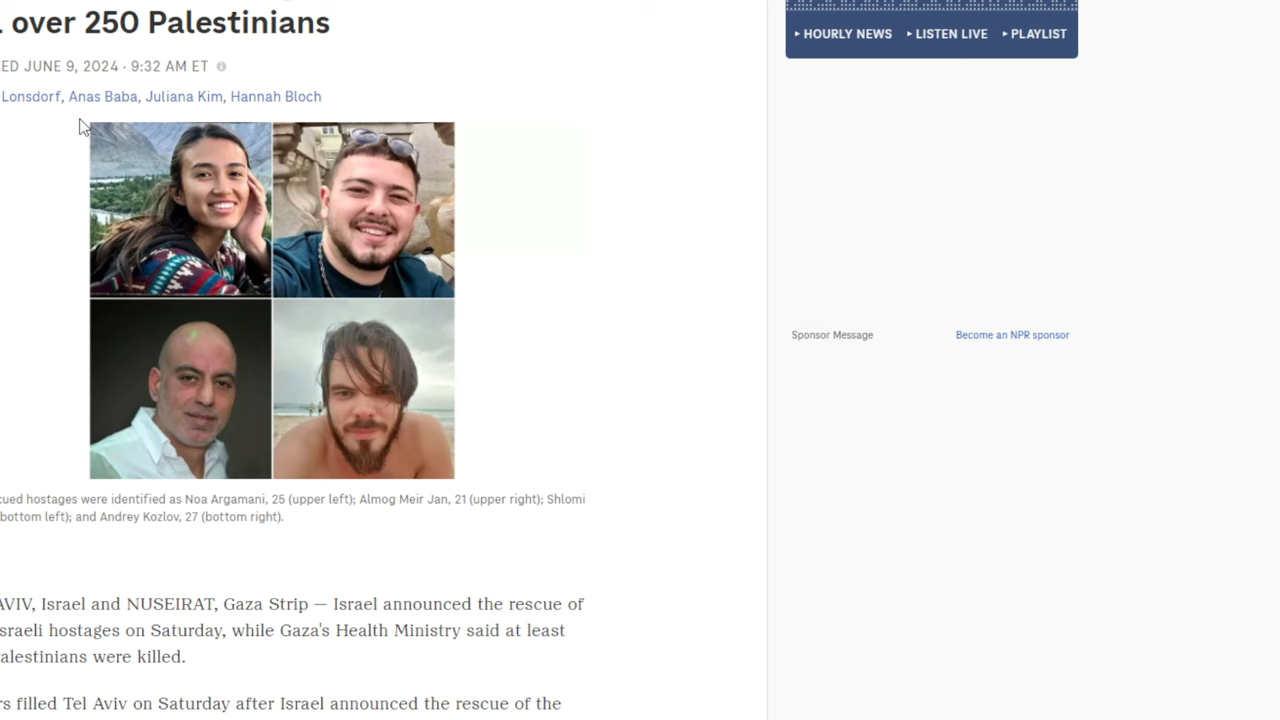 over 250 Palestinians
ED JUNE 9, 2024 · 9:32 AM ET
Lonsdorf, Anas Baba, Juliana Kim, Hannah Bloch
HOURLY NEWS LISTEN LIVE PLAYLIST
Sponsor Message Become an NPR sponsor
cued hostages were identified as Noa Argamani, 25 (upper left); Almog Meir Jan, 21 (upper right); Shlomi
bottom left); and Andrey Kozlov, 27 (bottom right).
AVIV, Israel and NUSEIRAT, Gaza Strip — Israel announced the rescue of
sraeli hostages on Saturday, while Gaza's Health Ministry said at least
alestinians were killed.
rs filled Tel Aviv on Saturday after Israel announced the rescue of the